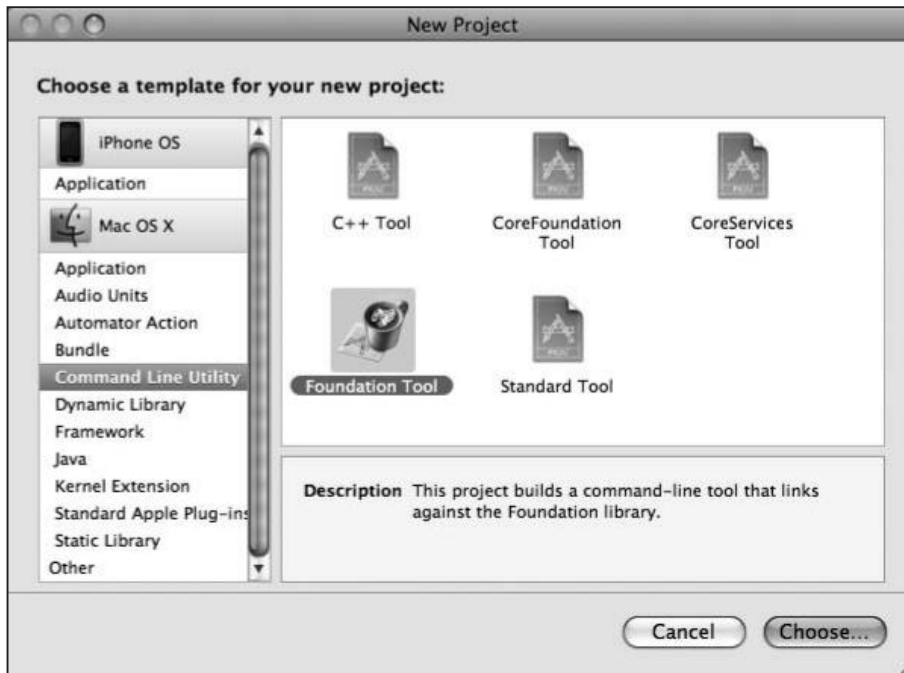 New Project
Choose a template for your new project:
iPhone OS
Application
Mac OS X
Application
Audio Units
Automator Action
Bundle
Command Line Utility
Dynamic Library
Framework
Java
Kernel Extension
Standard Apple Plug-ins
Static Library
Other
C++ Tool
CoreFoundation
Tool
CoreServices
Tool
Foundation Tool
Standard Tool
Description This project builds a command-line tool that links
against the Foundation library.
Cancel
Choose...